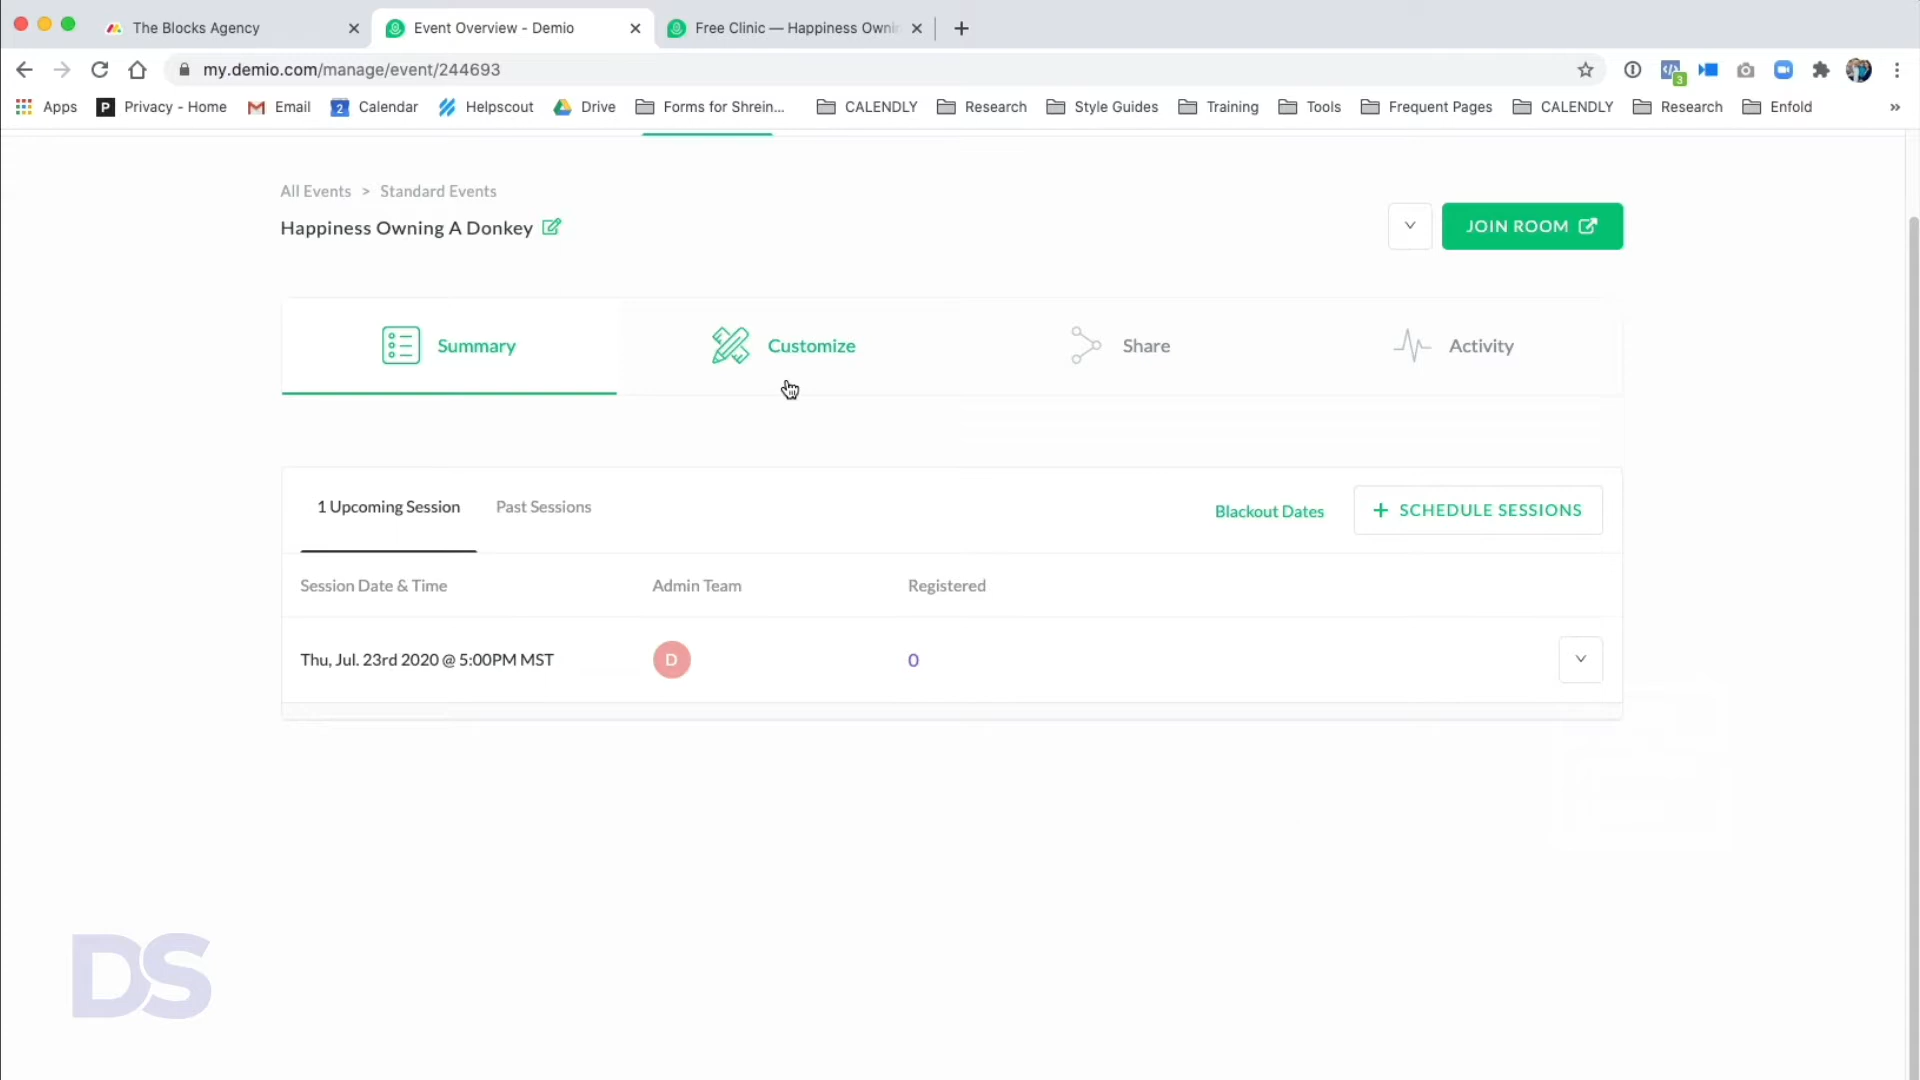 The Blocks Agency
Event Overview - Demio
Free Clinic — Happiness Owni
my.demio.com/manage/event/244693
3
Apps
P Privacy - Home
Email
2 Calendar
Helpscout
Drive
Forms for Shrein...
CALENDLY
Research
Style Guides
Training
Tools
Frequent Pages
CALENDLY
Research
Enfold
»
All Events > Standard Events
Happiness Owning A Donkey
JOIN ROOM
Summary
Customize
Share
Activity
1 Upcoming Session
Past Sessions
Blackout Dates
+ SCHEDULE SESSIONS
Session Date & Time
Admin Team
Registered
Thu, Jul. 23rd 2020 @ 5:00PM MST
D
0
DS